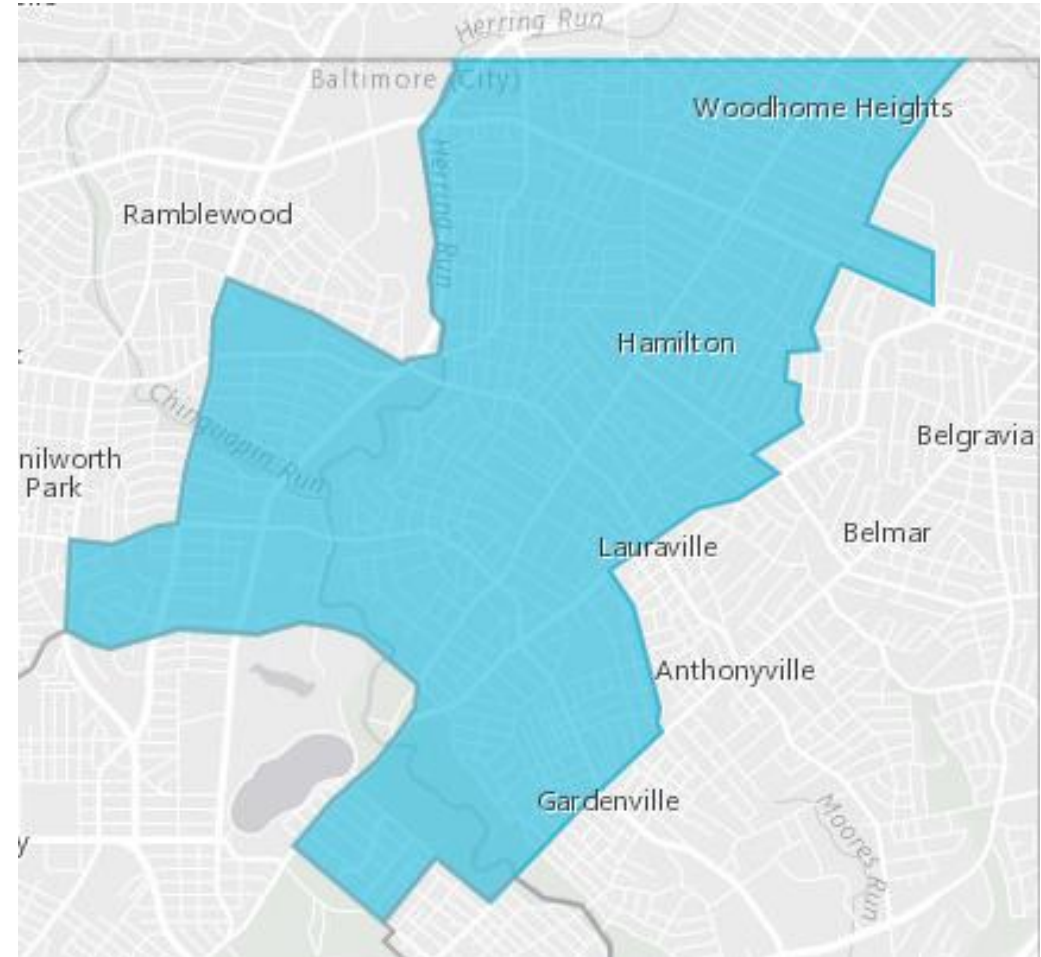 Herring Run
Baltimore (City)
Woodhome Heights
Herring Run
Ramblewood
Hamilton
Chinquapin Run
Belgravia
nilworth
Park
Belmar
Lauraville
Anthonyville
Gardenville
Moores Run
y